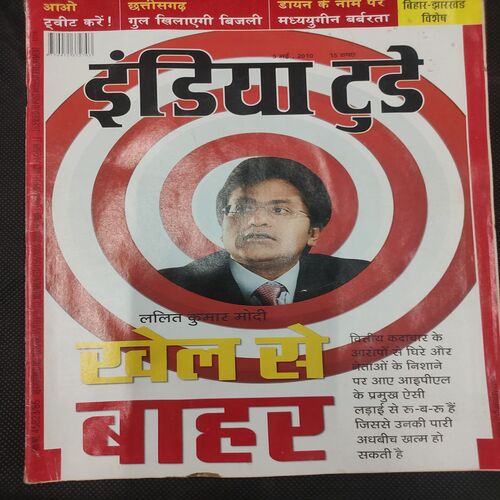 आओ
ट्वीट करें!
छत्तीसगढ़
गुल खिलाएगी बिजली
डायन के नाम पर
मध्ययुगीन बर्बरता
बिहार-झारखंड
विशेष
5 मई, 2010 15 रुपए
इंडिया टुडे
ललित कुमार मोदी
खेल से
बाहर
वित्तीय कदाचार के
आरोपों से घिरे और
नेताओं के निशाने
पर आए आइपीएल
के प्रमुख ऐसी
लड़ाई से रू-ब-रू हैं
जिससे उनकी पारी
अधबीच खत्म हो
सकती है